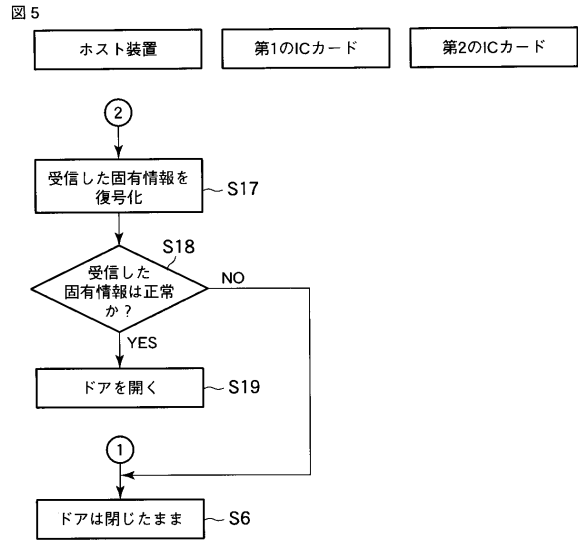 図5
ホスト装置
第1のICカード
第2のICカード
2
受信した固有情報を
復号化
S17
S18
受信した
固有情報は正常
か?
NO
YES
ドアを開く
S19
1
ドアは閉じたまま
S6